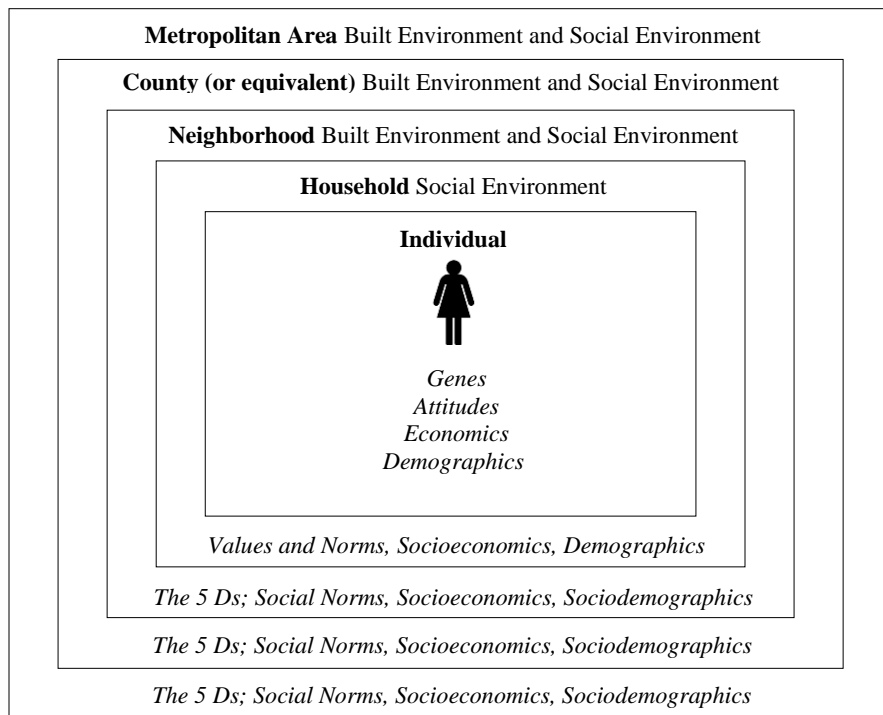 Metropolitan Area Built Environment and Social Environment
County (or equivalent) Built Environment and Social Environment
Neighborhood Built Environment and Social Environment
Household Social Environment
Individual
Genes
Attitudes
Economics
Demographics
Values and Norms, Socioeconomics, Demographics
The 5 Ds; Social Norms, Socioeconomics, Sociodemographics
The 5 Ds; Social Norms, Socioeconomics, Sociodemographics
The 5 Ds; Social Norms, Socioeconomics, Sociodemographics